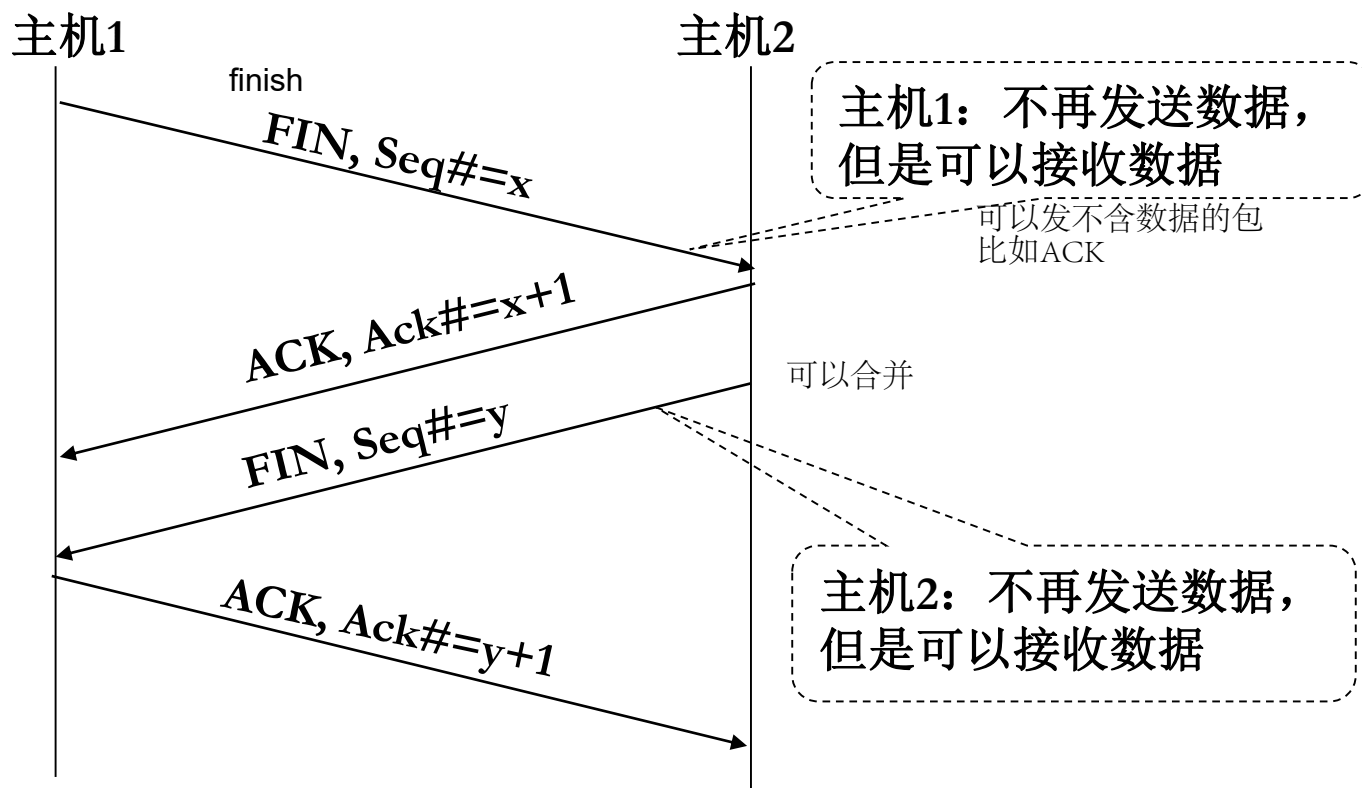 主机1
主机2
finish
FIN, Seq#=x
主机1：不再发送数据，
但是可以接收数据
可以发不含数据的包
比如ACK
ACK, Ack#=x+1
可以合并
FIN, Seq#=y
主机2：不再发送数据，
但是可以接收数据
ACK, Ack#=y+1